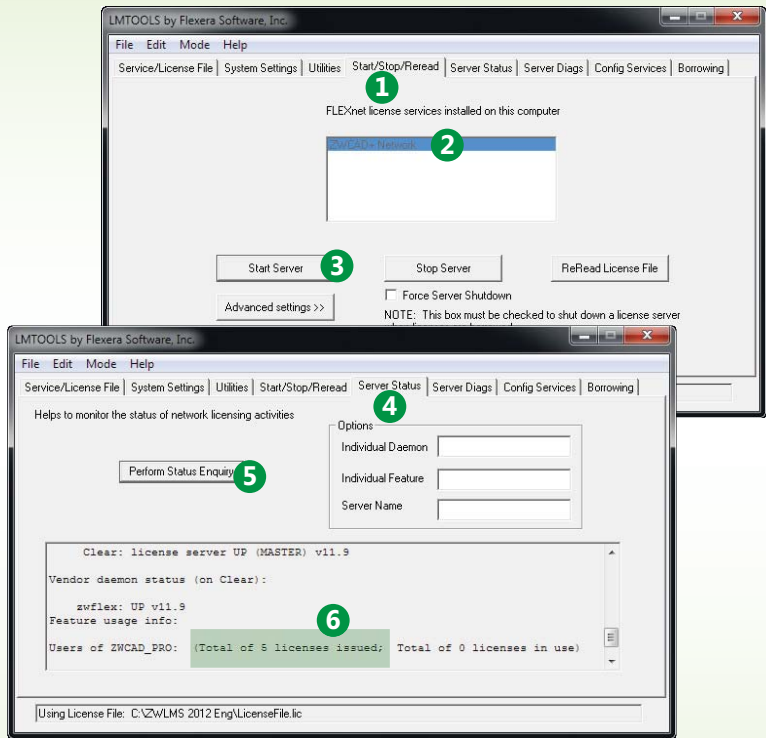 LMTOOLS by Flexera Software, Inc.
File Edit Mode Help
Service/License File System Settings Utilities Start/Stop/Reread Server Status Server Diags Config Services Borrowing
1
FLEXnet license services installed on this computer
ZWCAD+ Network
2
Start Server
3
Stop Server
ReRead License File
Advanced settings >>
Force Server Shutdown
NOTE: This box must be checked to shut down a license server
LMTOOLS by Flexera Software, Inc.
File Edit Mode Help
Service/License File System Settings Utilities Start/Stop/Reread Server Status Server Diags Config Services Borrowing
4
Helps to monitor the status of network licensing activities
Options
Individual Daemon
Perform Status Enquiry
5
Individual Feature
Server Name
Clear: license server UP (MASTER) v11.9
Vendor daemon status (on Clear):
zwflex: UP v11.9
Feature usage info:
6
Users of ZWCAD_PRO: (Total of 5 licenses issued; Total of 0 licenses in use)
Using License File: C:\ZWLMS 2012 Eng\LicenseFile.lic